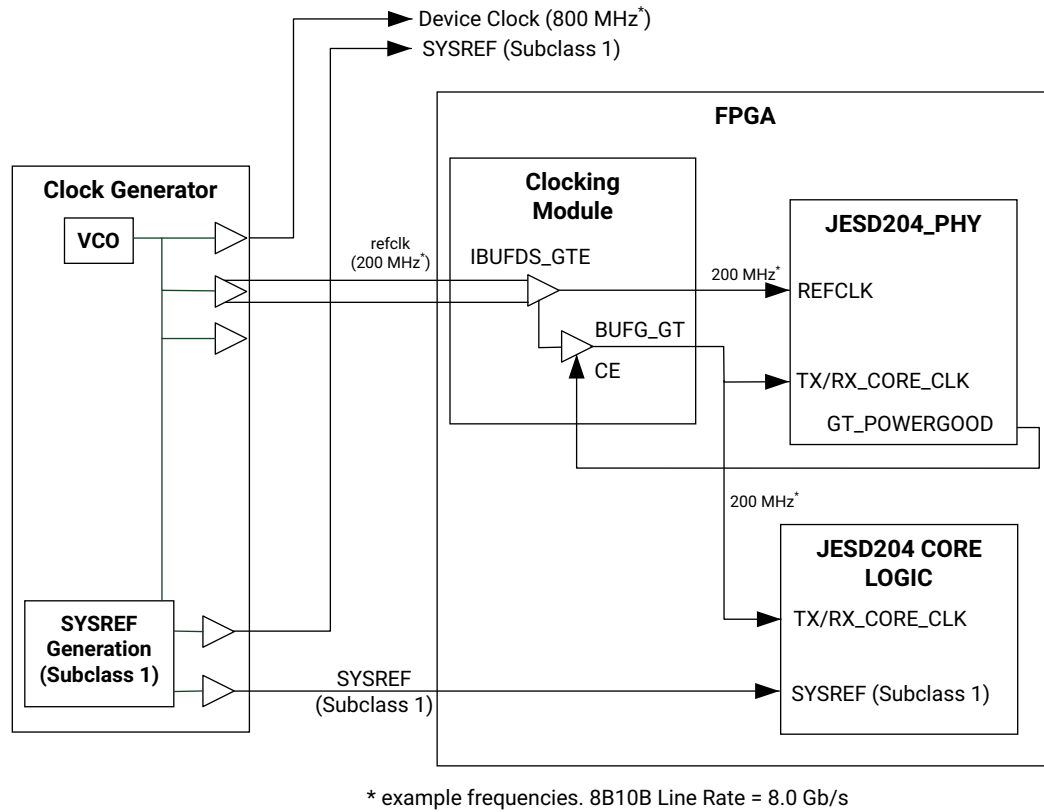 Device Clock (800 MHz*)
SYSREF (Subclass 1)
FPGA
Clock Generator
VCO
refclk
(200 MHz*)
Clocking
Module
IBUFDS_GTE
BUFG_GT
CE
200 MHz*
JESD204_PHY
REFCLK
TX/RX_CORE_CLK
GT_POWERGOOD
200 MHz*
JESD204 CORE
LOGIC
TX/RX_CORE_CLK
SYSREF (Subclass 1)
SYSREF
Generation
(Subclass 1)
SYSREF
(Subclass 1)
* example frequencies. 8B10B Line Rate = 8.0 Gb/s